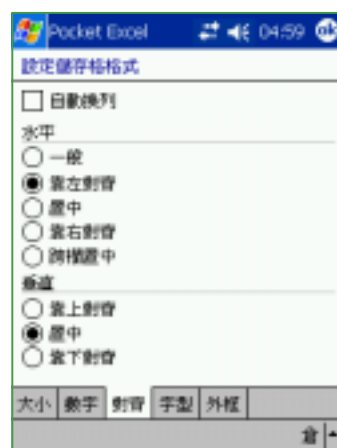 Pocket Excel 04:59 ok
設定儲存格格式
自動換列
水平
一般
靠左對齊
置中
靠右對齊
跨欄置中
垂直
靠上對齊
置中
靠下對齊
大小 數字 對齊 字型 外框
倉